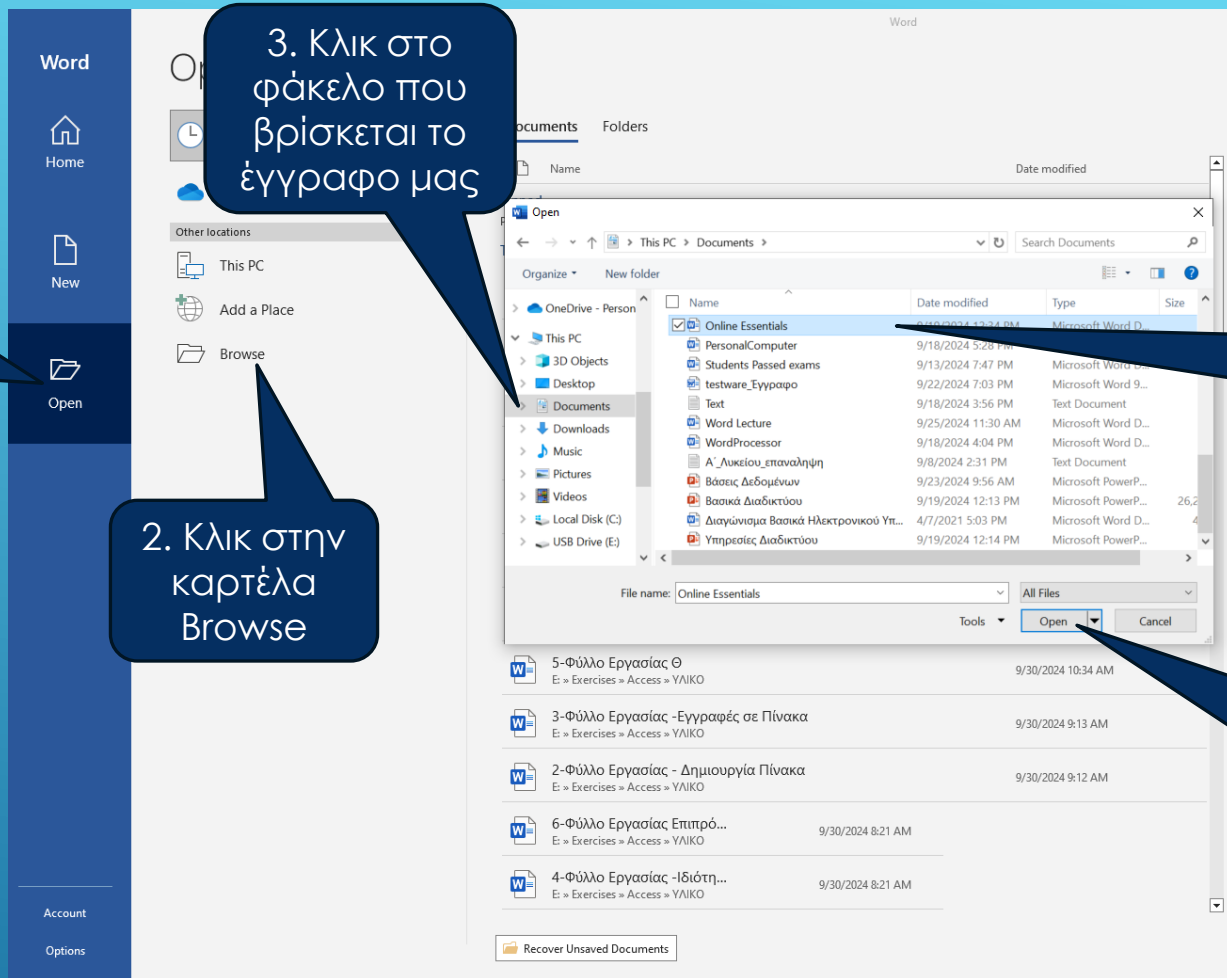 Word
Word
Home
New
Open
Account
Options
3. Κλικ στο
φάκελο που
βρίσκεται το
έγγραφο μας
Other locations
This PC
Add a Place
Browse
2. Κλικ στην
καρτέλα
Browse
Folders
Name
Date modified
Open
This PC > Documents >
Search Documents
Organize
New folder
OneDrive - Person
This PC
3D Objects
Desktop
Documents
Downloads
Music
Pictures
Videos
Local Disk (C:)
USB Drive (E:)
Name Date modified Type Size
Online Essentials
PersonalComputer 9/18/2024 5:28 PM Microsoft Word D...
Students Passed exams 9/13/2024 7:47 PM Microsoft Word D...
testware_Εγγραφο 9/22/2024 7:03 PM Microsoft Word 9...
Text 9/18/2024 3:56 PM Text Document
Word Lecture 9/25/2024 11:30 AM Microsoft Word D...
WordProcessor 9/18/2024 4:04 PM Microsoft Word D...
Α΄_Λυκείου_επαναληψη 9/8/2024 2:31 PM Text Document
Βάσεις Δεδομένων 9/23/2024 9:56 AM Microsoft PowerP...
Βασικά Διαδικτύου 9/19/2024 12:13 PM Microsoft PowerP... 26,2
Διαγώνισμα Βασικά Ηλεκτρονικού Υπ... 4/7/2021 5:03 PM Microsoft Word D... 4
Υπηρεσίες Διαδικτύου 9/19/2024 12:14 PM Microsoft PowerP...
File name: Online Essentials
All Files
Tools
Open
Cancel
5-Φύλλο Εργασίας Θ 9/30/2024 10:34 AM
E: » Exercises » Access » ΥΛΙΚΟ
3-Φύλλο Εργασίας -Εγγραφές σε Πίνακα 9/30/2024 9:13 AM
E: » Exercises » Access » ΥΛΙΚΟ
2-Φύλλο Εργασίας - Δημιουργία Πίνακα 9/30/2024 9:12 AM
E: » Exercises » Access » ΥΛΙΚΟ
6-Φύλλο Εργασίας Επιπρό... 9/30/2024 8:21 AM
E: » Exercises » Access » ΥΛΙΚΟ
4-Φύλλο Εργασίας -Ιδιότη... 9/30/2024 8:21 AM
E: » Exercises » Access » ΥΛΙΚΟ
Recover Unsaved Documents